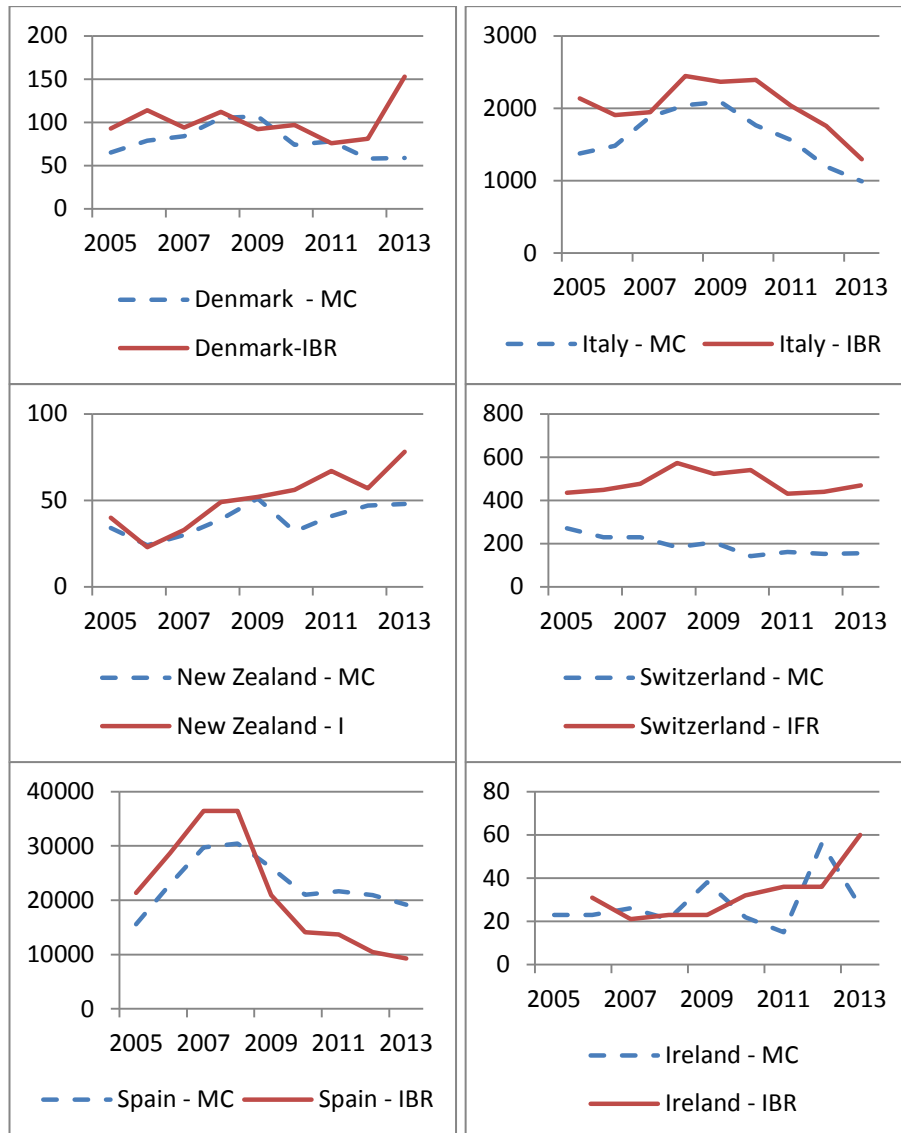 200
150
100
50
0
2005 2007 2009 2011 2013
Denmark - MC
Denmark-IBR
3000
2000
1000
0
2005 2007 2009 2011 2013
Italy - MC Italy - IBR
100
50
0
2005 2007 2009 2011 2013
New Zealand - MC
New Zealand - I
800
600
400
200
0
2005 2007 2009 2011 2013
Switzerland - MC
Switzerland - IFR
40000
30000
20000
10000
0
2005 2007 2009 2011 2013
Spain - MC Spain - IBR
80
60
40
20
0
2005 2007 2009 2011 2013
Ireland - MC
Ireland - IBR